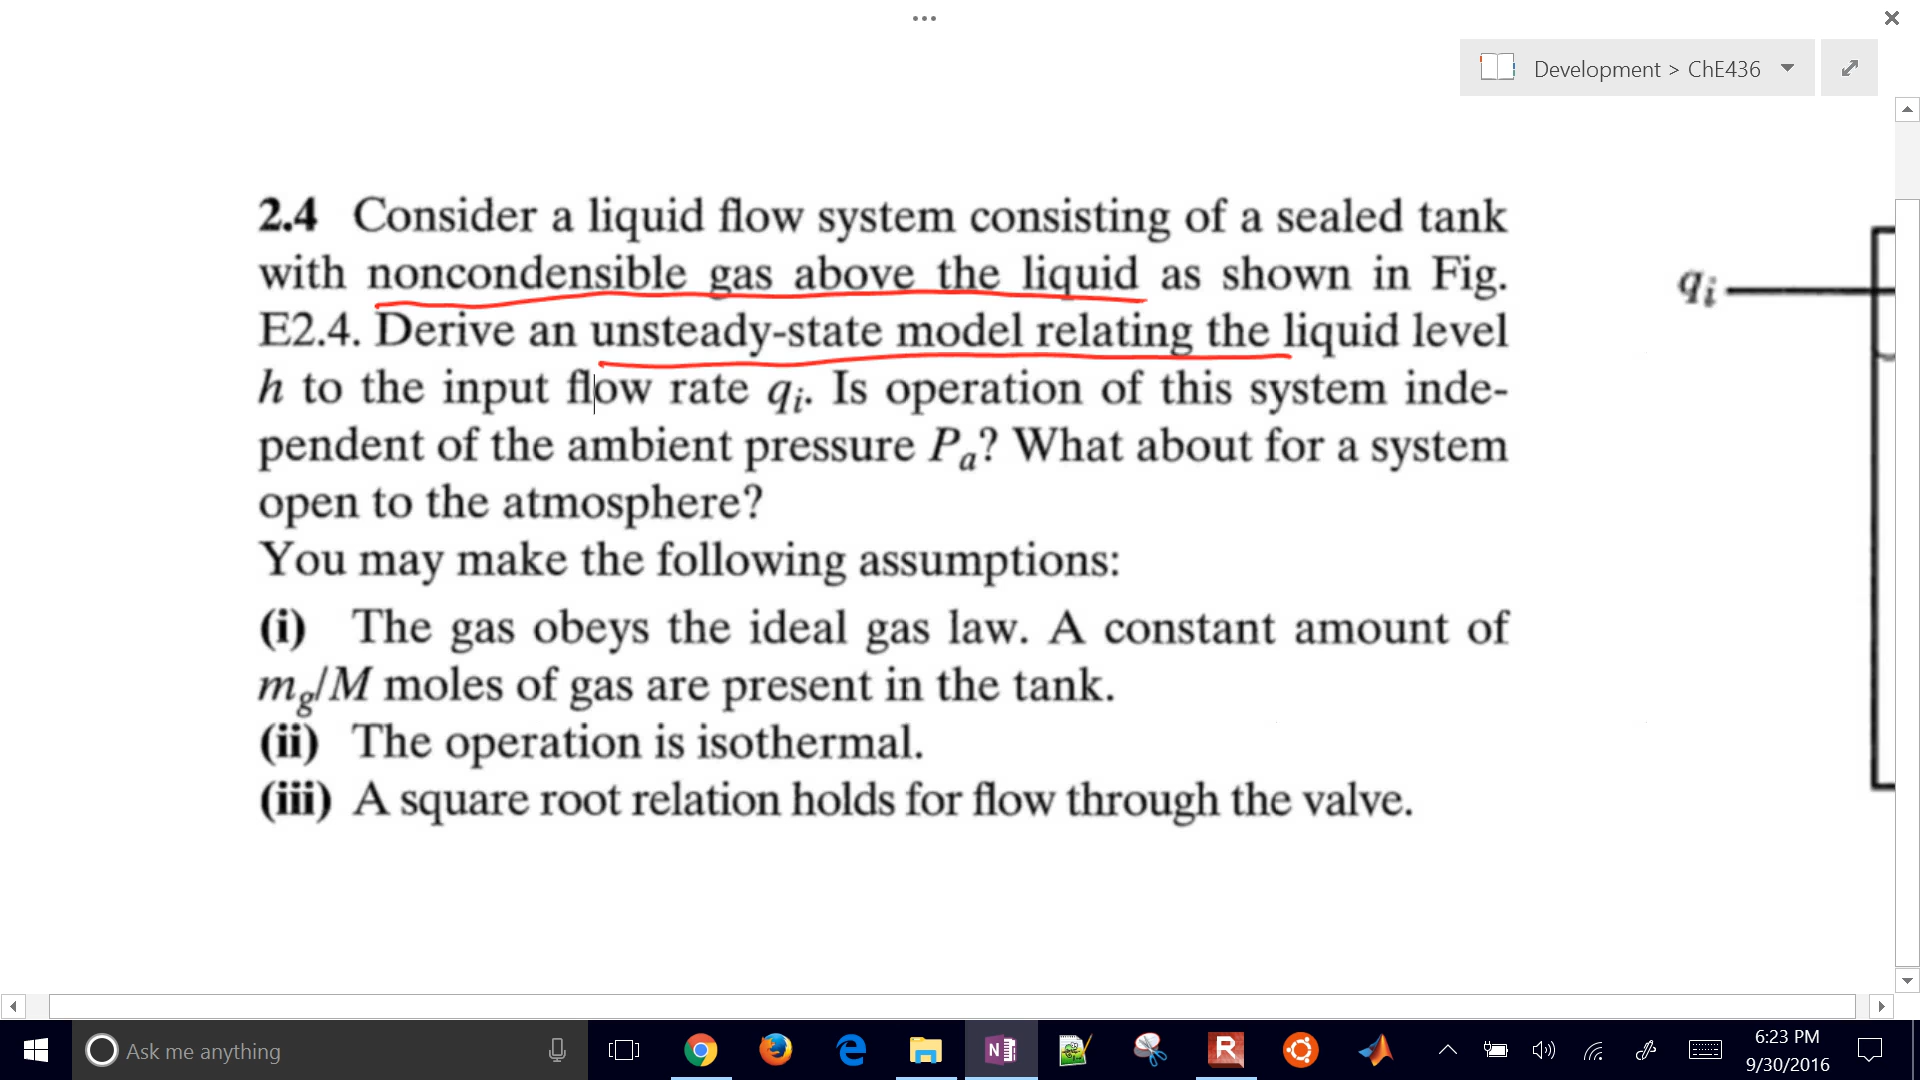 Development > ChE436
2.4 Consider a liquid flow system consisting of a sealed tank
with noncondensible gas above the liquid as shown in Fig.
E2.4. Derive an unsteady-state model relating the liquid level
h to the input flow rate qi. Is operation of this system inde-
pendent of the ambient pressure Pa? What about for a system
open to the atmosphere?
You may make the following assumptions:
(i) The gas obeys the ideal gas law. A constant amount of
mg/M moles of gas are present in the tank.
(ii) The operation is isothermal.
(iii) A square root relation holds for flow through the valve.
qi
Ask me anything
N
R
6:23 PM
9/30/2016